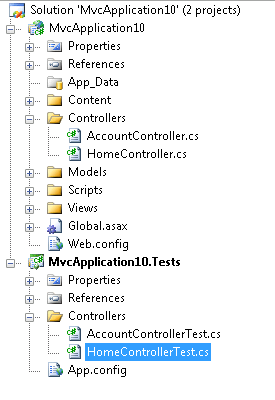 Solution 'MvcApplication10' (2 projects)
MvcApplication10
Properties
References
App_Data
Content
Controllers
AccountController.cs
HomeController.cs
Models
Scripts
Views
Global.asax
Web.config
MvcApplication10.Tests
Properties
References
Controllers
AccountControllerTest.cs
HomeControllerTest.cs
App.config